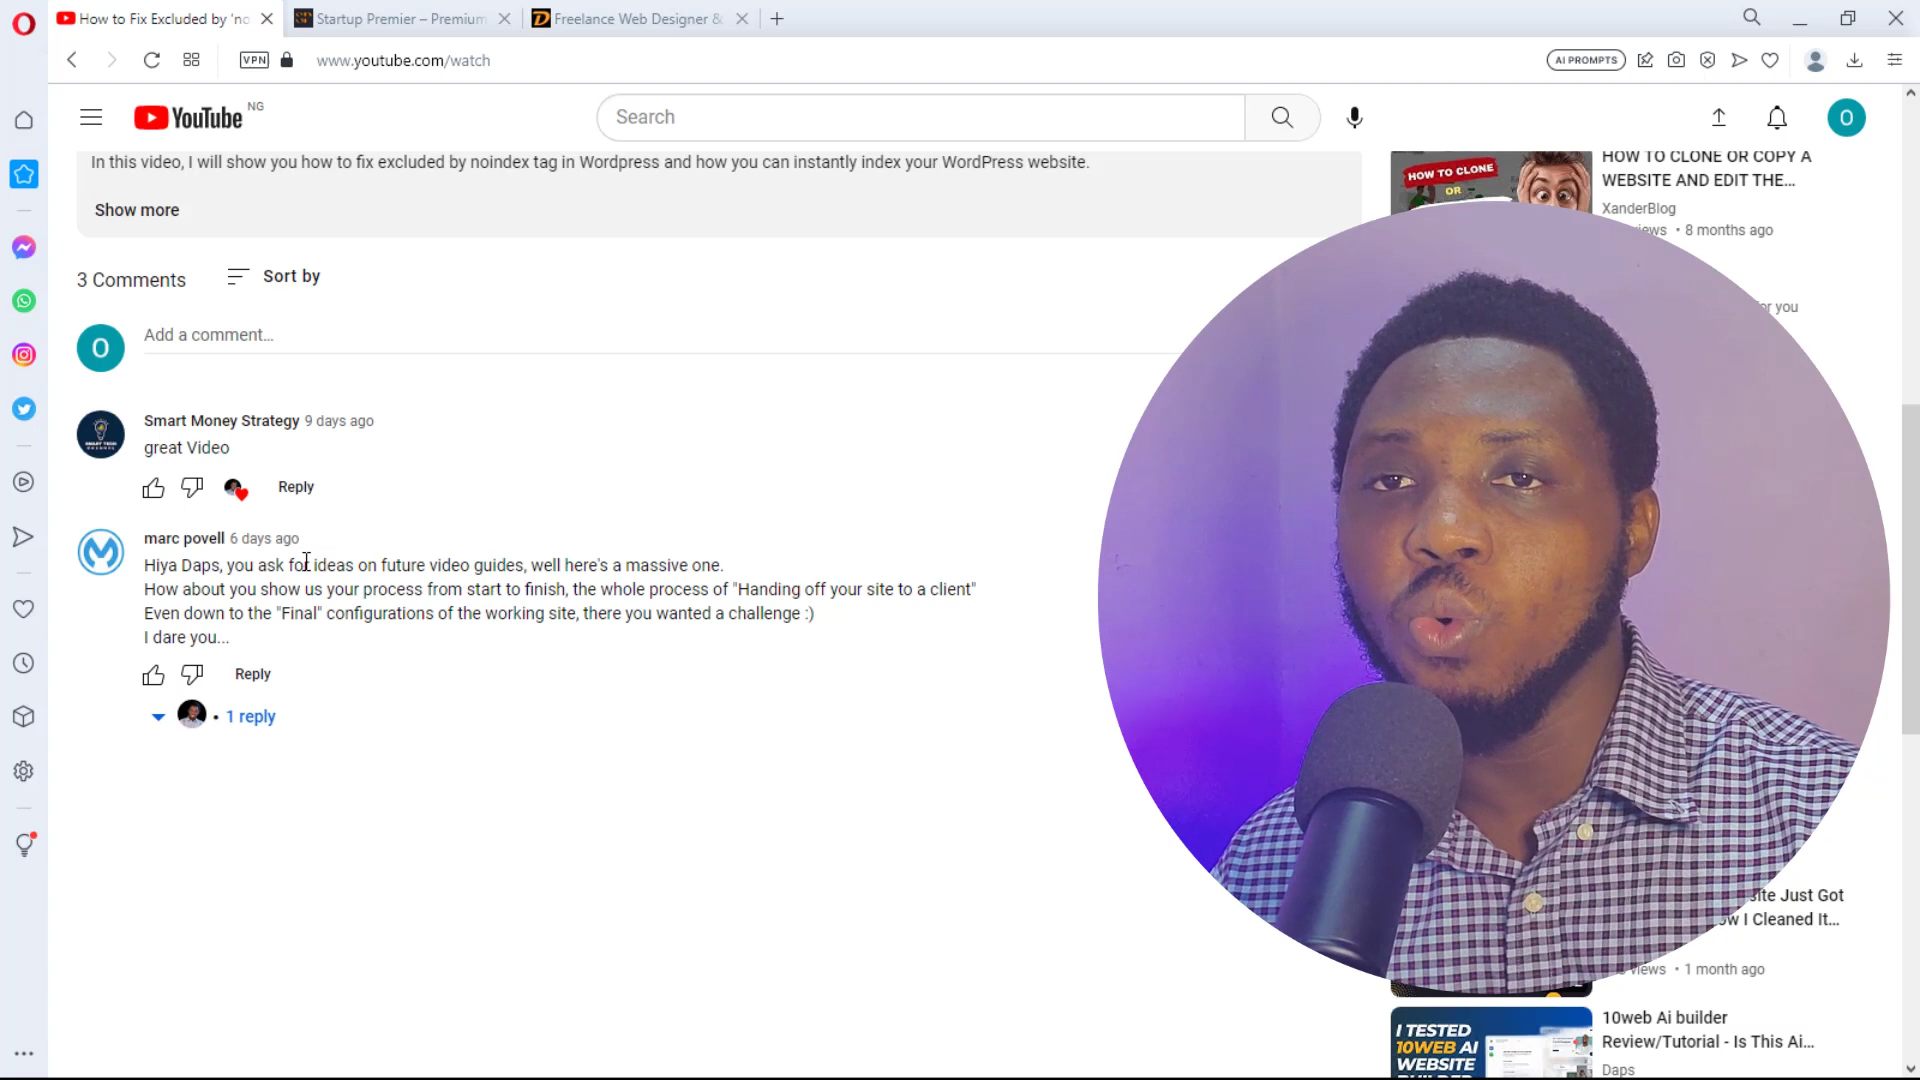 How to Fix Excluded by 'no
Startup Premier – Premium
Freelance Web Designer &
VPN
www.youtube.com/watch
AI PROMPTS
YouTube
NG
Search
O
In this video, I will show you how to fix excluded by noindex tag in Wordpress and how you can instantly index your WordPress website.
Show more
3 Comments
Sort by
O
Add a comment...
Smart Money Strategy 9 days ago
great Video
Reply
marc povell 6 days ago
Hiya Daps, you ask for ideas on future video guides, well here's a massive one.
How about you show us your process from start to finish, the whole process of "Handing off your site to a client"
Even down to the "Final" configurations of the working site, there you wanted a challenge :)
I dare you...
Reply
• 1 reply
HOW TO CLONE
OR
HOW TO CLONE OR COPY A
WEBSITE AND EDIT THE...
XanderBlog
views • 8 months ago
for you
site Just Got
How I Cleaned It...
views • 1 month ago
I TESTED
10WEB AI
WEBSITE
10web Ai builder
Review/Tutorial - Is This Ai...
Daps